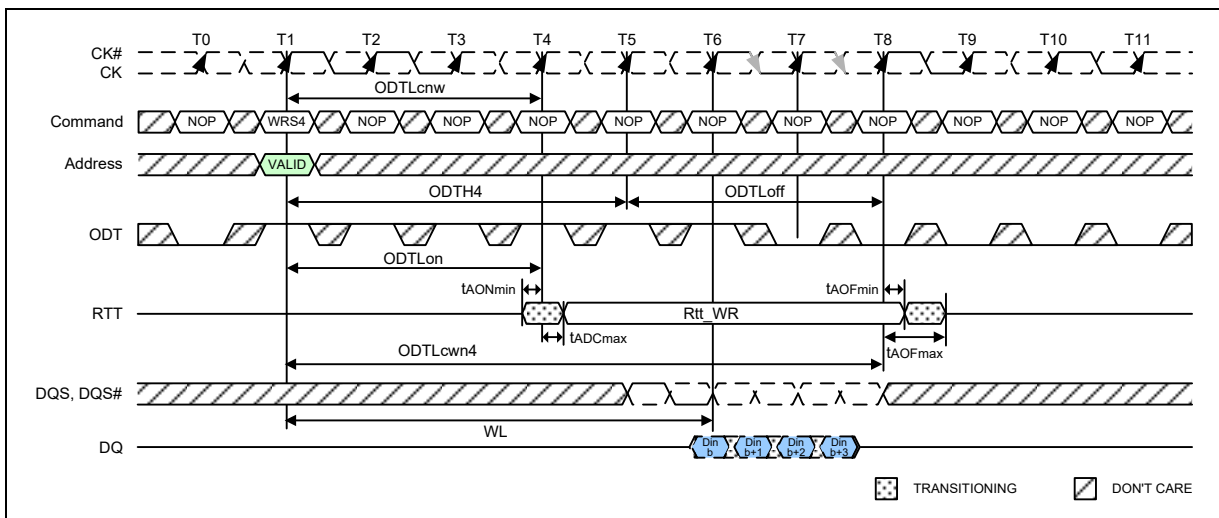 T0 T1 T2 T3 T4 T5 T6 T7 T8 T9 T10 T11
CK#
CK
ODTLcnw
Command NOP WRS4 NOP NOP NOP NOP NOP NOP NOP NOP NOP NOP
Address VALID
ODTH4 ODTLoff
ODT
ODTLon
tAONmin tAOFmin
RTT Rtt_WR
tADCmax tAOFmax
ODTLcwn4
DQS, DQS#
WL
DQ Din b Din b+1 Din b+2 Din b+3
TRANSITIONING DON'T CARE